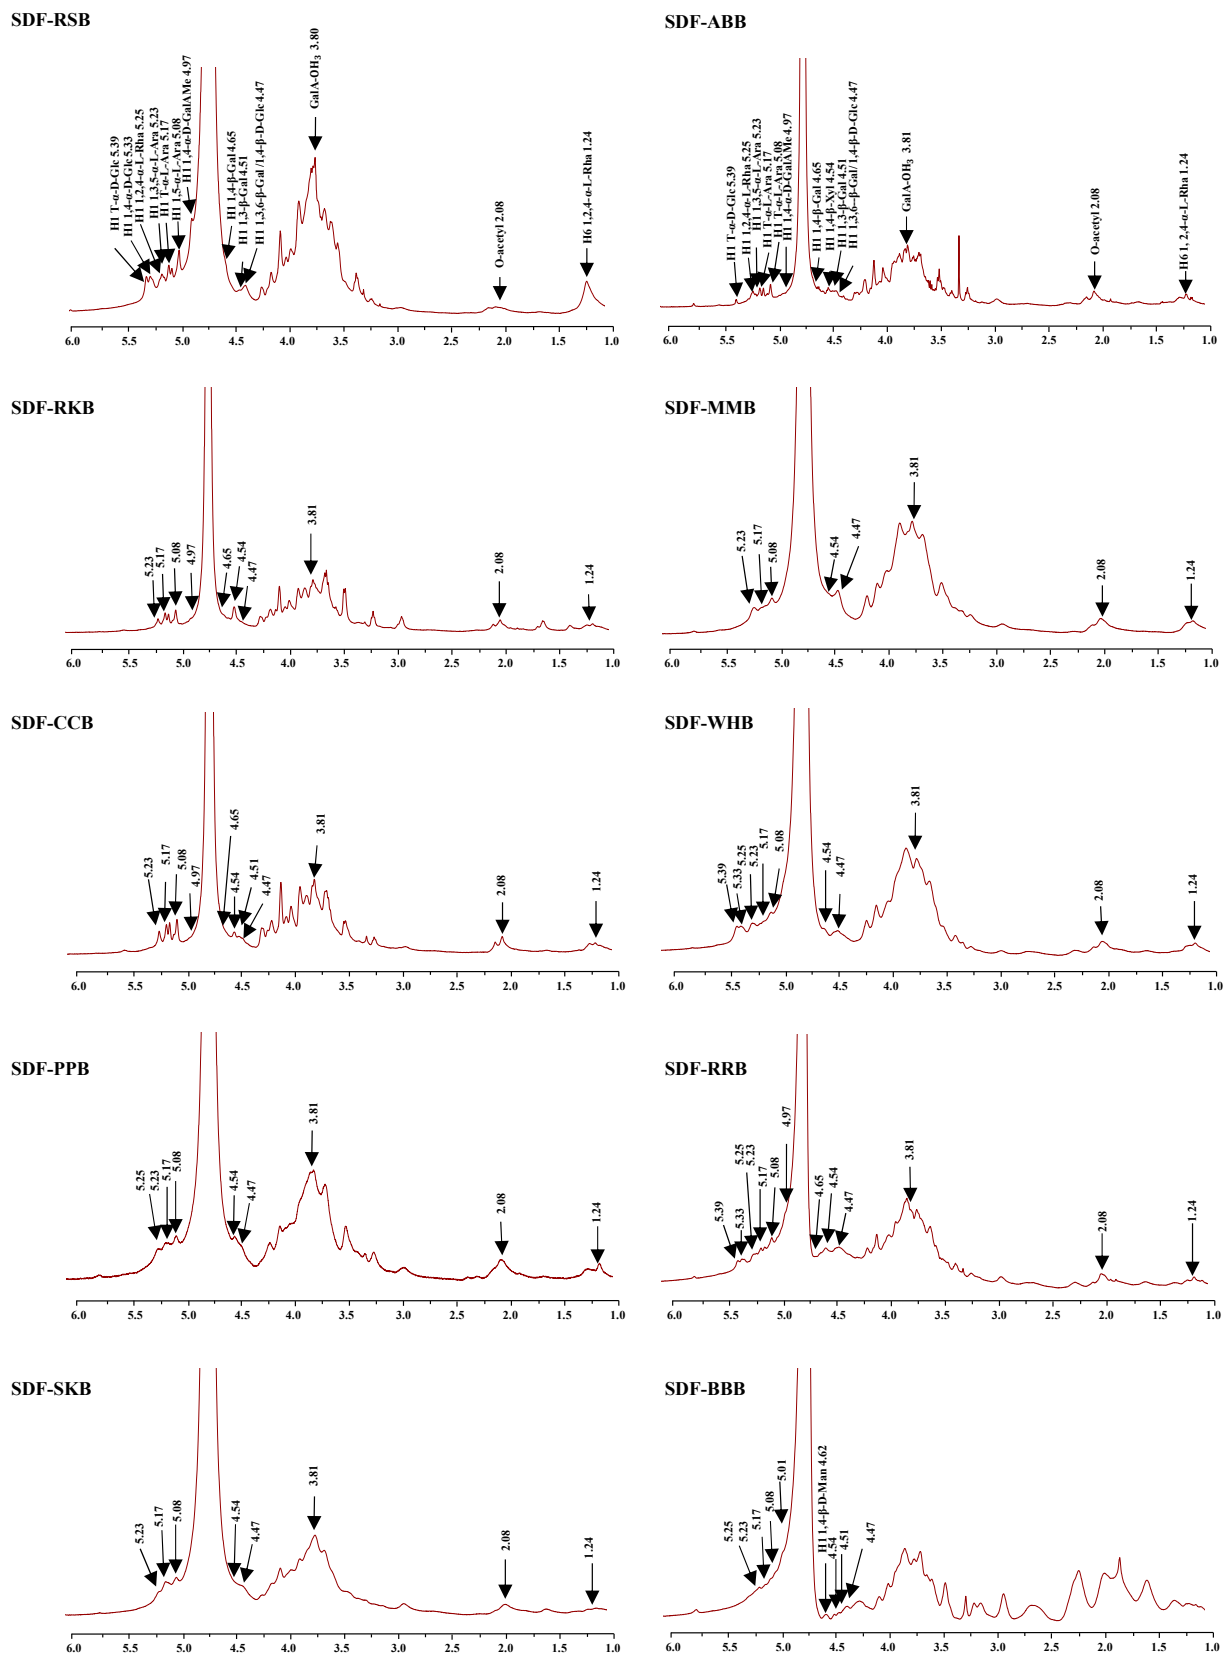 SDF-RSB
H1 T-α-D-Glc 5.39
H1 1,4-α-D-Glc 5.33
H1 1,2,4-α-L-Rha 5.25
H1 1,3,5-α-L-Ara 5.23
H1 T-α-L-Ara 5.17
H1 1,5-α-L-Ara 5.08
H1 1,4-α-D-GalAMe 4.97
H1 1,4-β-Gal 4.65
H1 1,3-β-Gal 4.51
H1 1,3,6-β-Gal /1,4-β-D-Glc 4.47
GalA-OH3 3.80
O-acetyl 2.08
H6 1,2,4-α-L-Rha 1.24
6.0 5.5 5.0 4.5 4.0 3.5 3.0 2.5 2.0 1.5 1.0
SDF-ABB
H1 T-α-D-Glc 5.39
H1 1,2,4-α-L-Rha 5.25
H1 1,3,5-α-L-Ara 5.23
H1 T-α-L-Ara 5.17
H1 T-α-L-Ara 5.08
H1 1,4-α-D-GalAMe 4.97
H1 1,4-β-Gal 4.65
H1 1,4-β-Xyl 4.54
H1 1,3-β-Gal 4.51
H1 1,3,6-β-Gal/ 1,4-β-D-Glc 4.47
GalA-OH3 3.81
O-acetyl 2.08
H6 1, 2,4-α-L-Rha 1.24
6.0 5.5 5.0 4.5 4.0 3.5 3.0 2.5 2.0 1.5 1.0
SDF-RKB
5.23
5.17
5.08
4.97
4.65
4.54
4.47
3.81
2.08
1.24
6.0 5.5 5.0 4.5 4.0 3.5 3.0 2.5 2.0 1.5 1.0
SDF-MMB
5.23
5.17
5.08
4.54
4.47
3.81
2.08
1.24
6.0 5.5 5.0 4.5 4.0 3.5 3.0 2.5 2.0 1.5 1.0
SDF-CCB
5.23
5.17
5.08
4.97
4.65
4.54
4.51
4.47
3.81
2.08
1.24
6.0 5.5 5.0 4.5 4.0 3.5 3.0 2.5 2.0 1.5 1.0
SDF-WHB
5.39
5.33
5.25
5.23
5.17
5.08
4.54
4.47
3.81
2.08
1.24
6.0 5.5 5.0 4.5 4.0 3.5 3.0 2.5 2.0 1.5 1.0
SDF-PPB
5.25
5.23
5.17
5.08
4.54
4.47
3.81
2.08
1.24
6.0 5.5 5.0 4.5 4.0 3.5 3.0 2.5 2.0 1.5 1.0
SDF-RRB
5.39
5.33
5.25
5.23
5.17
5.08
4.97
4.65
4.54
4.47
3.81
2.08
1.24
6.0 5.5 5.0 4.5 4.0 3.5 3.0 2.5 2.0 1.5 1.0
SDF-SKB
5.23
5.17
5.08
4.54
4.47
3.81
2.08
1.24
6.0 5.5 5.0 4.5 4.0 3.5 3.0 2.5 2.0 1.5 1.0
SDF-BBB
5.25
5.23
5.17
5.08
5.01
H1 1,4-β-D-Man 4.62
4.54
4.51
4.47
6.0 5.5 5.0 4.5 4.0 3.5 3.0 2.5 2.0 1.5 1.0